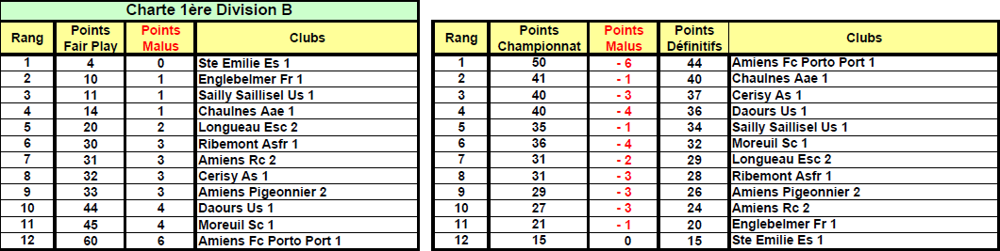 Charte 1ère Division B
Rang Points Fair Play Points Malus Clubs
1 4 0 Ste Emilie Es 1
2 10 1 Englebelmer Fr 1
3 11 1 Sailly Saillisel Us 1
4 14 1 Chaulnes Aae 1
5 20 2 Longueau Esc 2
6 30 3 Ribemont Asfr 1
7 31 3 Amiens Rc 2
8 32 3 Cerisy As 1
9 33 3 Amiens Pigeonnier 2
10 44 4 Daours Us 1
11 45 4 Moreuil Sc 1
12 60 6 Amiens Fc Porto Port 1
Rang Points Championnat Points Malus Points Définitifs Clubs
1 50 - 6 44 Amiens Fc Porto Port 1
2 41 - 1 40 Chaulnes Aae 1
3 40 - 3 37 Cerisy As 1
4 40 - 4 36 Daours Us 1
5 35 - 1 34 Sailly Saillisel Us 1
6 36 - 4 32 Moreuil Sc 1
7 31 - 2 29 Longueau Esc 2
8 31 - 3 28 Ribemont Asfr 1
9 29 - 3 26 Amiens Pigeonnier 2
10 27 - 3 24 Amiens Rc 2
11 21 - 1 20 Englebelmer Fr 1
12 15 0 15 Ste Emilie Es 1